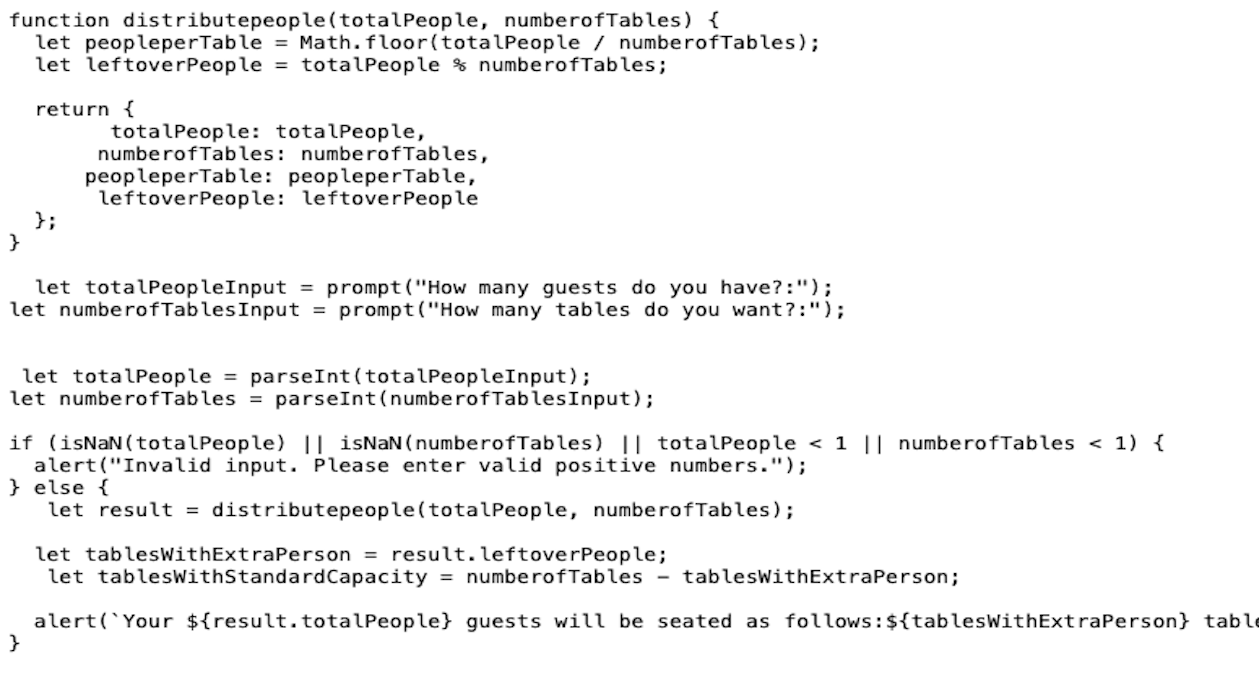 function distributepeople(totalPeople, numberofTables) {
let peopleperTable = Math.floor(totalPeople / numberofTables);
let leftoverPeople = totalPeople % numberofTables;
return {
totalPeople: totalPeople,
numberofTables: numberofTables,
peopleperTable: peopleperTable,
leftoverPeople: leftoverPeople
};
}
let totalPeopleInput = prompt("How many guests do you have?:");
let numberofTablesInput = prompt("How many tables do you want?:");
let totalPeople = parseInt(totalPeopleInput);
let numberofTables = parseInt(numberofTablesInput);
if (isNaN(totalPeople) || isNaN(numberofTables) || totalPeople < 1 || numberofTables < 1) {
alert("Invalid input. Please enter valid positive numbers.");
} else {
let result = distributepeople(totalPeople, numberofTables);
let tablesWithExtraPerson = result.leftoverPeople;
let tablesWithStandardCapacity = numberofTables - tablesWithExtraPerson;
alert(`Your ${result.totalPeople} guests will be seated as follows:${tablesWithExtraPerson}
}